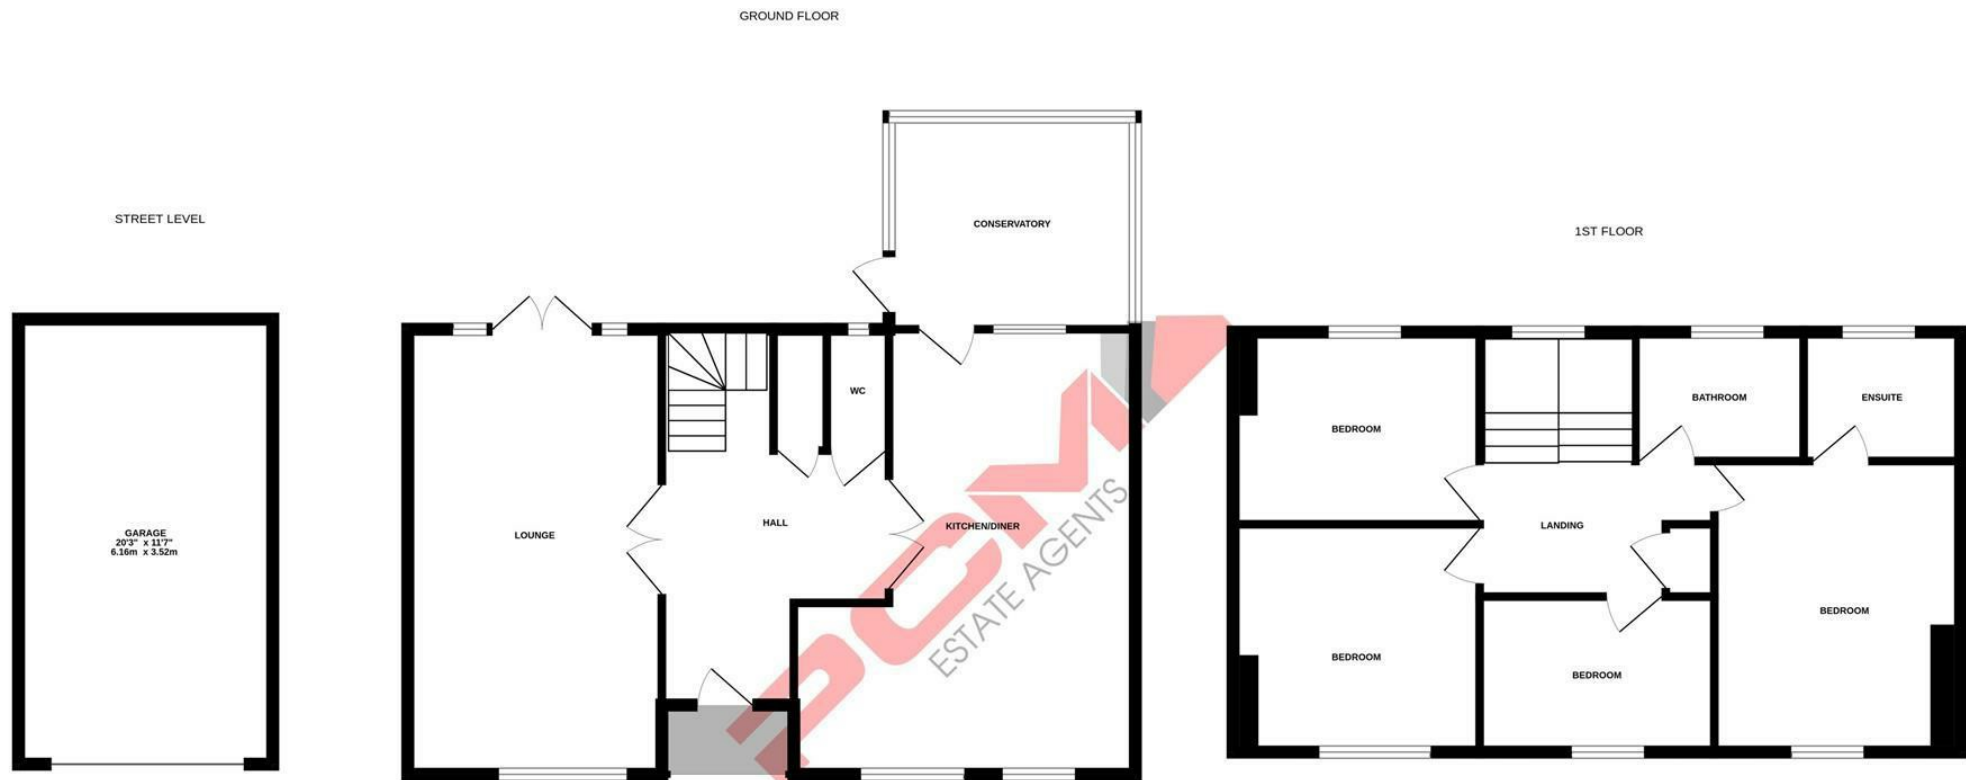 GROUND FLOOR
STREET LEVEL
1ST FLOOR
CONSERVATORY
WC
BATHROOM
ENSUITE
BEDROOM
GARAGE
20'3" x 11'7"
6.16m x 3.52m
LOUNGE
HALL
KITCHEN/DINER
LANDING
BEDROOM
BEDROOM
BEDROOM
PCM
ESTATE AGENTS